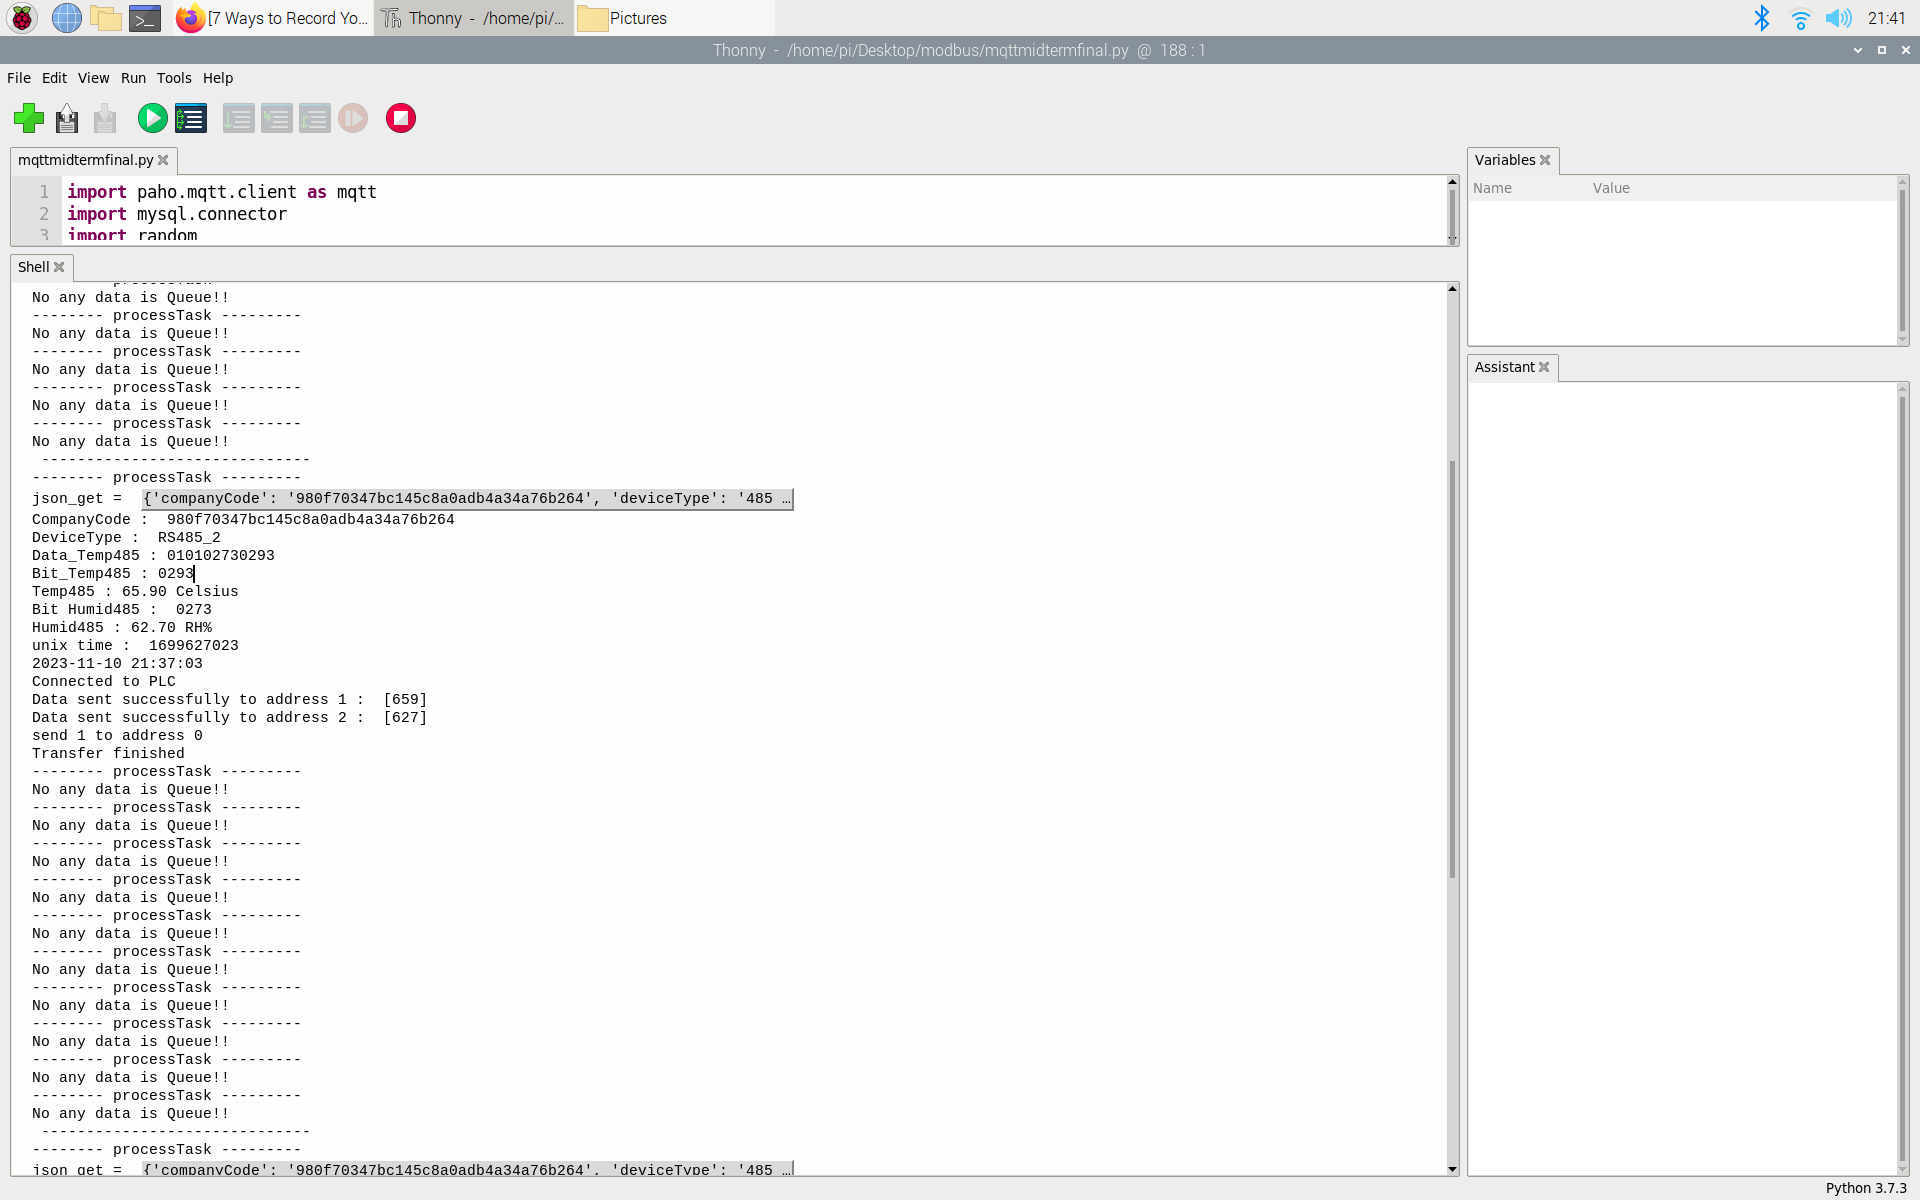 [7 Ways to Record Yo...
Thonny - /home/pi/...
Pictures
21:41
Thonny - /home/pi/Desktop/modbus/mqttmidtermfinal.py @ 188 : 1
File Edit View Run Tools Help
mqttmidtermfinal.py
1 import paho.mqtt.client as mqtt
2 import mysql.connector
3 import random
Shell
processTask
No any data is Queue!!
-------- processTask ---------
No any data is Queue!!
-------- processTask ---------
No any data is Queue!!
-------- processTask ---------
No any data is Queue!!
-------- processTask ---------
No any data is Queue!!
------------------------------
-------- processTask ---------
json_get = {'companyCode': '980f70347bc145c8a0adb4a34a76b264', 'deviceType': '485 …
CompanyCode : 980f70347bc145c8a0adb4a34a76b264
DeviceType : RS485_2
Data_Temp485 : 010102730293
Bit_Temp485 : 0293
Temp485 : 65.90 Celsius
Bit Humid485 : 0273
Humid485 : 62.70 RH%
unix time : 1699627023
2023-11-10 21:37:03
Connected to PLC
Data sent successfully to address 1 : [659]
Data sent successfully to address 2 : [627]
send 1 to address 0
Transfer finished
-------- processTask ---------
No any data is Queue!!
-------- processTask ---------
No any data is Queue!!
-------- processTask ---------
No any data is Queue!!
-------- processTask ---------
No any data is Queue!!
-------- processTask ---------
No any data is Queue!!
-------- processTask ---------
No any data is Queue!!
-------- processTask ---------
No any data is Queue!!
-------- processTask ---------
No any data is Queue!!
-------- processTask ---------
No any data is Queue!!
-------- processTask ---------
No any data is Queue!!
------------------------------
-------- processTask ---------
json_get = {'companyCode': '980f70347bc145c8a0adb4a34a76b264', 'deviceType': '485 …
Variables
Name Value
Assistant
Python 3.7.3